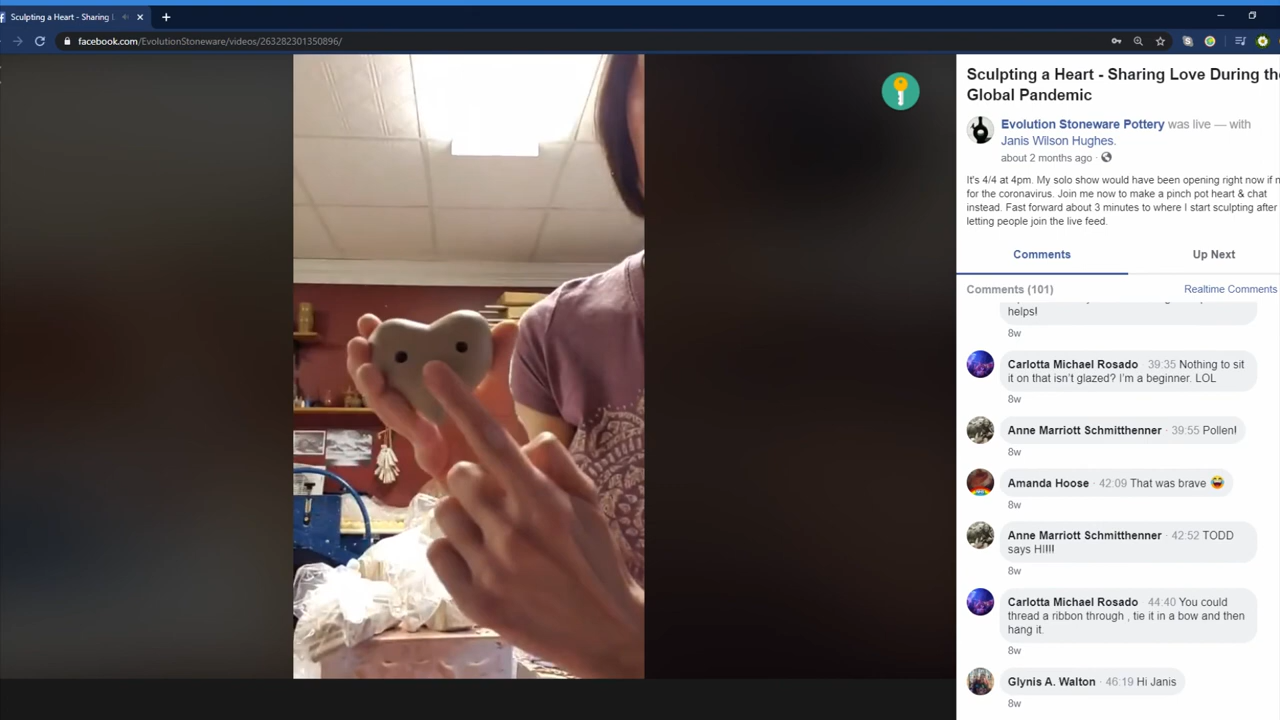 Sculpting a Heart - Sharing L
facebook.com/EvolutionStoneware/videos/263282301350896/
Sculpting a Heart - Sharing Love During th
Global Pandemic
Evolution Stoneware Pottery was live — with
Janis Wilson Hughes.
about 2 months ago ·
It's 4/4 at 4pm. My solo show would have been opening right now if n
for the coronavirus. Join me now to make a pinch pot heart & chat
instead. Fast forward about 3 minutes to where I start sculpting after
letting people join the live feed.
Comments Up Next
Comments (101) Realtime Comments
helps!
8w
Carlotta Michael Rosado 39:35 Nothing to sit
it on that isn't glazed? I'm a beginner. LOL
8w
Anne Marriott Schmitthenner · 39:55 Pollen!
8w
Amanda Hoose · 42:09 That was brave 😅
8w
Anne Marriott Schmitthenner · 42:52 TODD
says Hi!!!
8w
Carlotta Michael Rosado · 44:40 You could
thread a ribbon through , tie it in a bow and then
hang it.
8w
Glynis A. Walton · 46:19 Hi Janis
8w